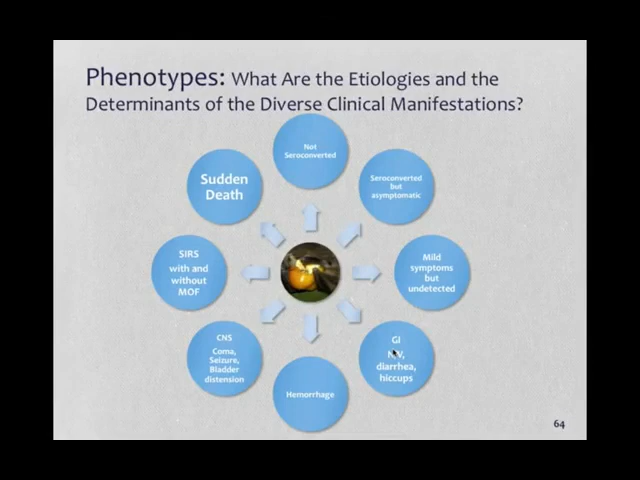 Phenotypes: What Are the Etiologies and the
Determinants of the Diverse Clinical Manifestations?
Not
Seroconverted
Seroconverted
but
asymptomatic
Mild
symptoms
but
undetected
GI
N/V,
diarrhea,
hiccups
Hemorrhage
CNS
Coma,
Seizure,
Bladder
distension
SIRS
with and
without
MOF
Sudden
Death
64